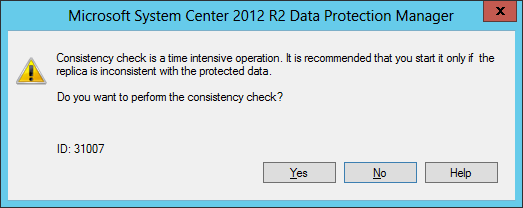 Microsoft System Center 2012 R2 Data Protection Manager
x
Consistency check is a time intensive operation. It is recommended that you start it only if  the
replica is inconsistent with the protected data.
Do you want to perform the consistency check?
ID: 31007
Yes
No
Help